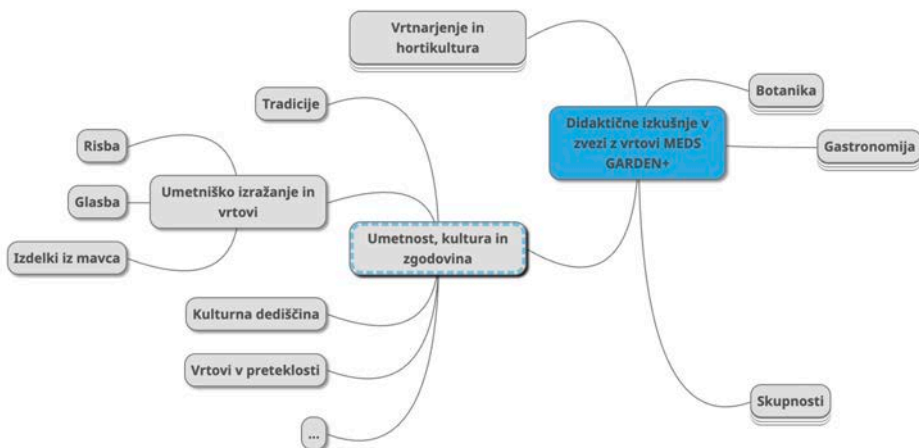 Vrtnarjenje in
hortikultura
Botanika
Tradicije
Didaktične izkušnje v
zvezi z vrtovi MEDS
GARDEN+
Risba
Gastronomija
Umetniško izražanje in
vrtovi
Glasba
Umetnost, kultura in
zgodovina
Izdelki iz mavca
Kulturna dediščina
Vrtovi v preteklosti
Skupnosti
...